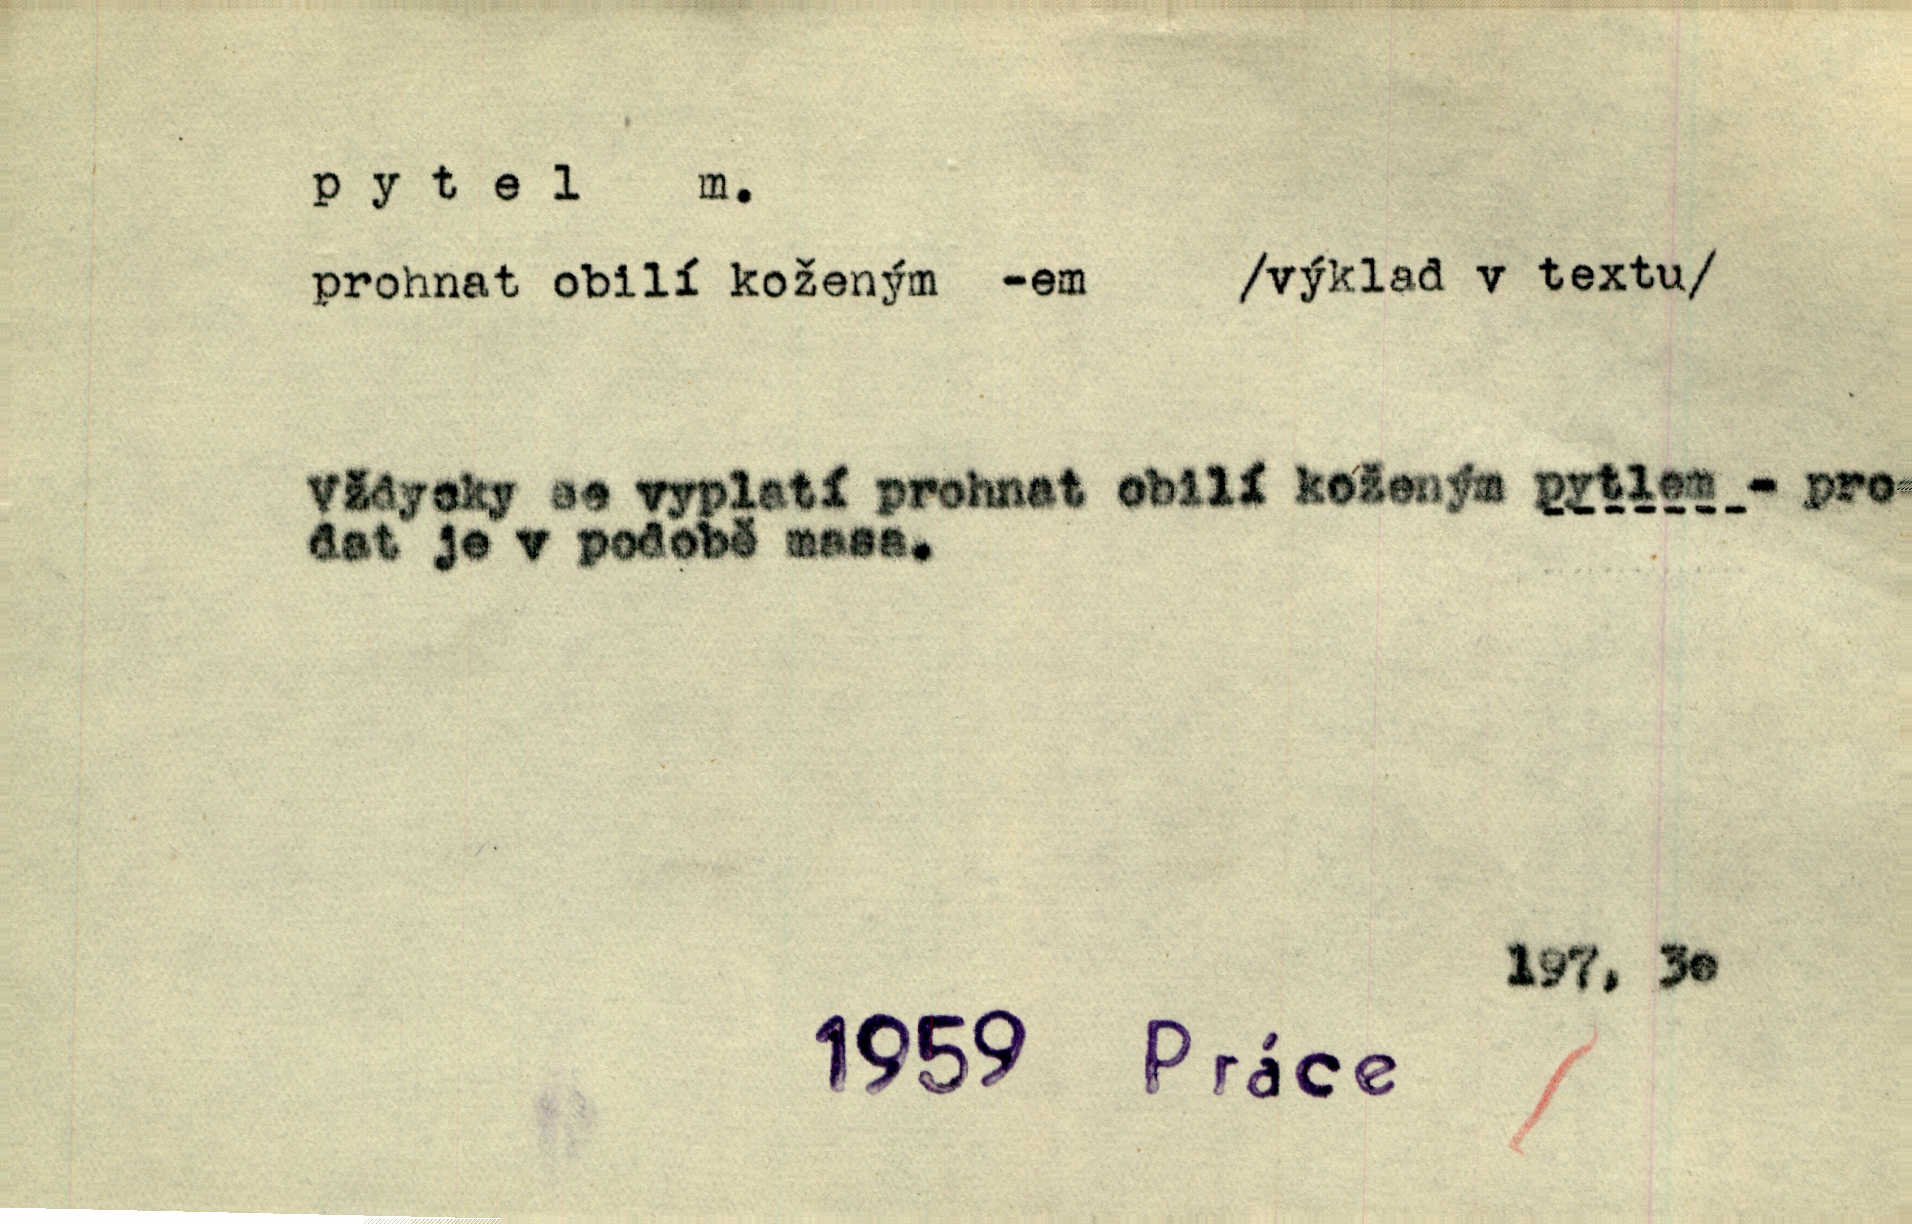 p y t e l m.
prohnat obilí koženým -em /výklad v textu/
Vždycky se vyplatí prohnat obilí koženým pytlem - pro-
dat je v podobě masa.
197, 3e
1959 Práce